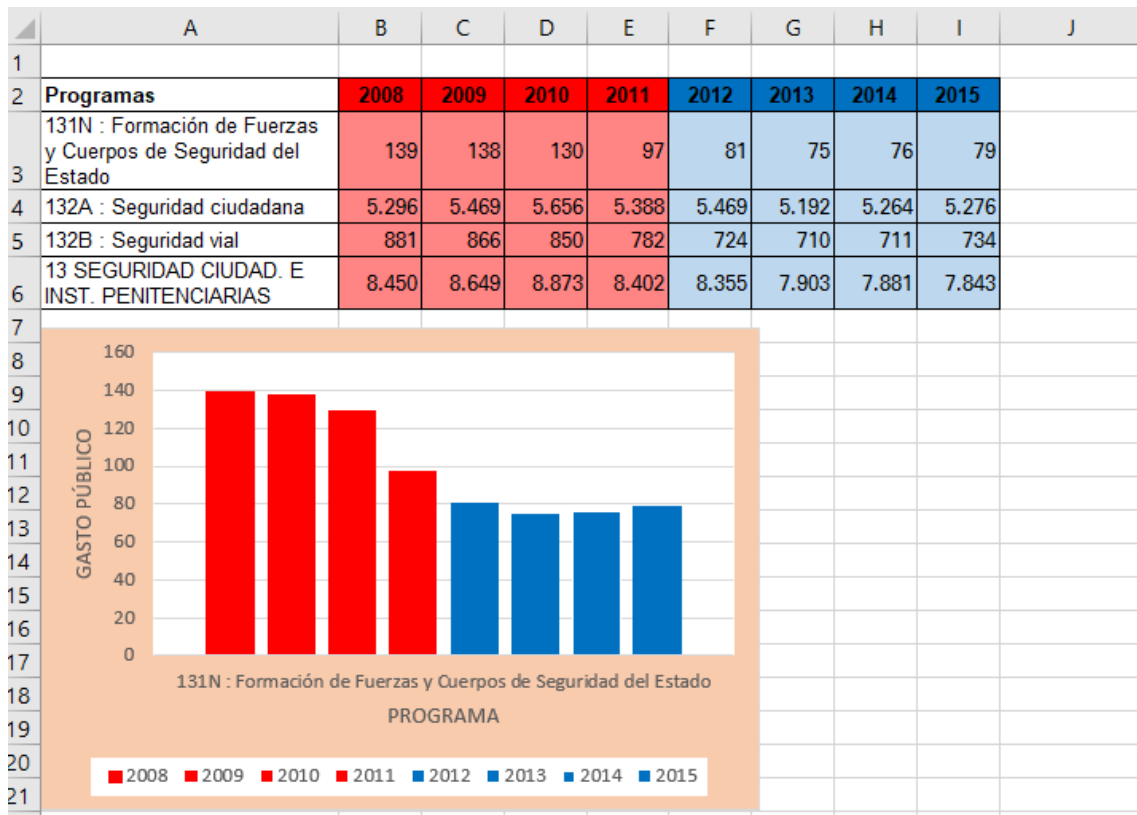 A B C D E F G H I J
1
2 Programas 2008 2009 2010 2011 2012 2013 2014 2015
131N : Formación de Fuerzas
y Cuerpos de Seguridad del
3 Estado 139 138 130 97 81 75 76 79
4 132A : Seguridad ciudadana 5.296 5.469 5.656 5.388 5.469 5.192 5.264 5.276
5 132B : Seguridad vial 881 866 850 782 724 710 711 734
13 SEGURIDAD CIUDAD. E
6 INST. PENITENCIARIAS 8.450 8.649 8.873 8.402 8.355 7.903 7.881 7.843
7
8
9
10
11
12
13
14
15
16
17
18
19
20
21
GASTO PÚBLICO
160
140
120
100
80
60
40
20
0
131N : Formación de Fuerzas y Cuerpos de Seguridad del Estado
PROGRAMA
2008 2009 2010 2011 2012 2013 2014 2015